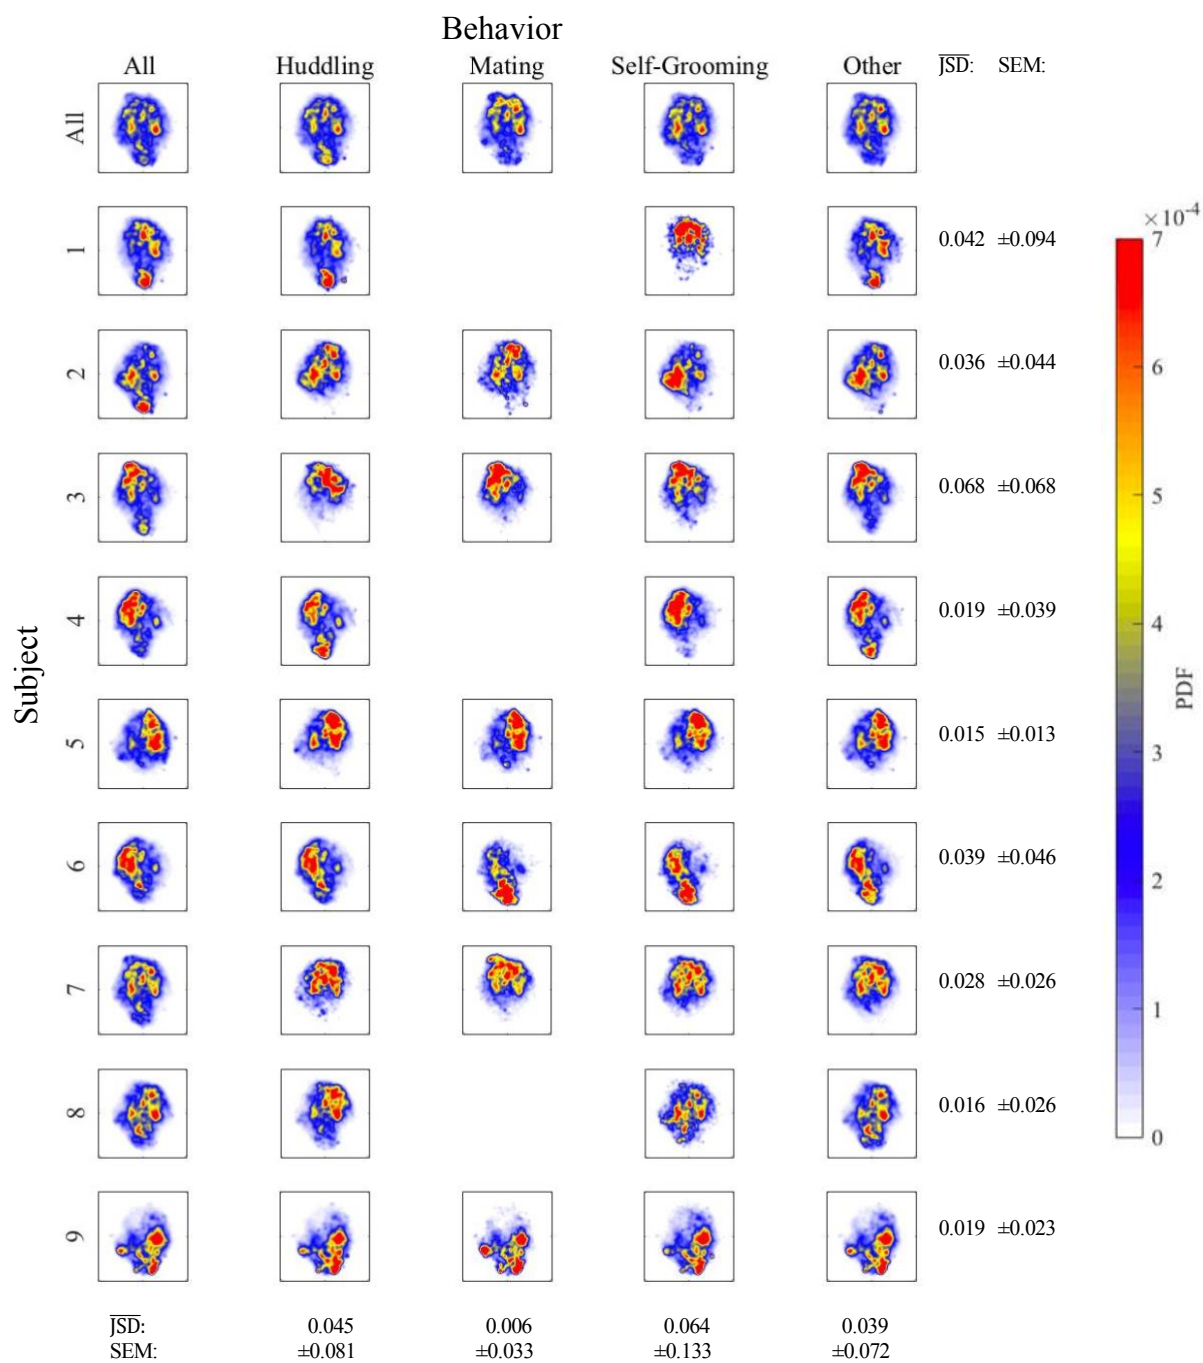 Behavior
All Huddling Mating Self-Grooming Other JSD: SEM:
All
1 0.042 ±0.094
2 0.036 ±0.044
3 0.068 ±0.068
4 0.019 ±0.039
5 0.015 ±0.013
6 0.039 ±0.046
7 0.028 ±0.026
8 0.016 ±0.026
9 0.019 ±0.023
Subject
JSD: 0.045 0.006 0.064 0.039
SEM: ±0.081 ±0.033 ±0.133 ±0.072
×10⁻⁴
7
6
5
4
3
2
1
0
PDF